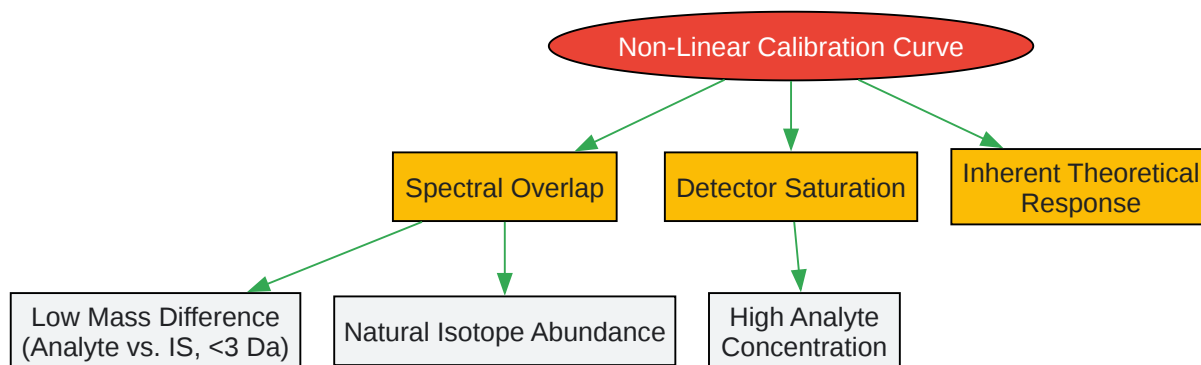 Non-Linear Calibration Curve
Spectral Overlap
Detector Saturation
Inherent Theoretical
Response
Low Mass Difference
(Analyte vs. IS, <3 Da)
Natural Isotope Abundance
High Analyte
Concentration